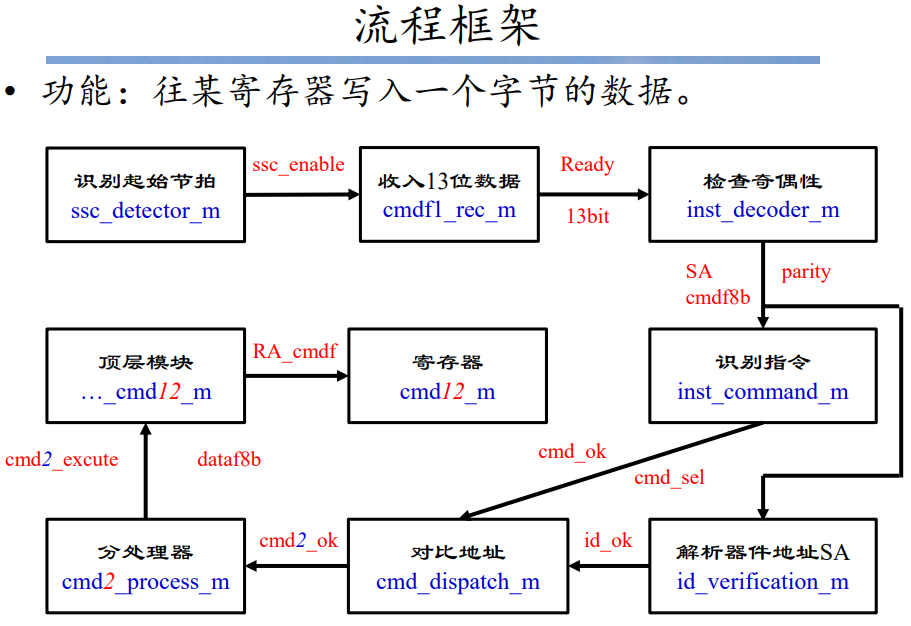 流程框架
• 功能：往某寄存器写入一个字节的数据。
识别起始节拍
ssc_detector_m
ssc_enable
收入13位数据
cmdf1_rec_m
Ready
13bit
检查奇偶性
inst_decoder_m
SA
cmdf8b
parity
顶层模块
…_cmd12_m
RA_cmdf
寄存器
cmd12_m
识别指令
inst_command_m
cmd2_excute
dataf8b
cmd_ok
cmd_sel
分处理器
cmd2_process_m
cmd2_ok
对比地址
cmd_dispatch_m
id_ok
解析器件地址SA
id_verification_m